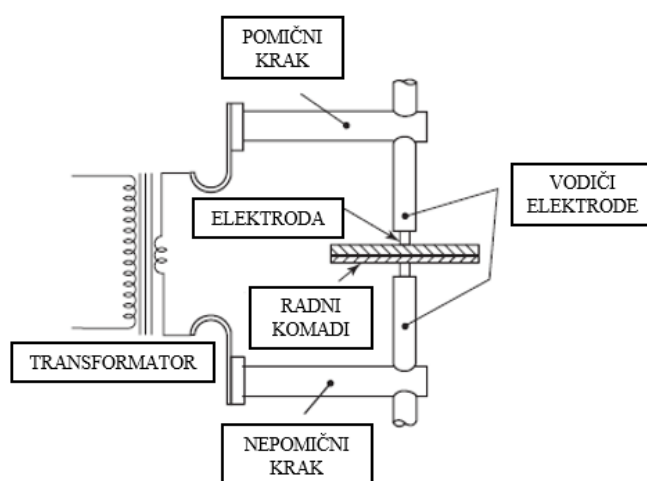 POMIČNI
KRAK
VODIČI
ELEKTRODE
ELEKTRODA
RADNI
KOMADI
TRANSFORMATOR
NEPOMIČNI
KRAK